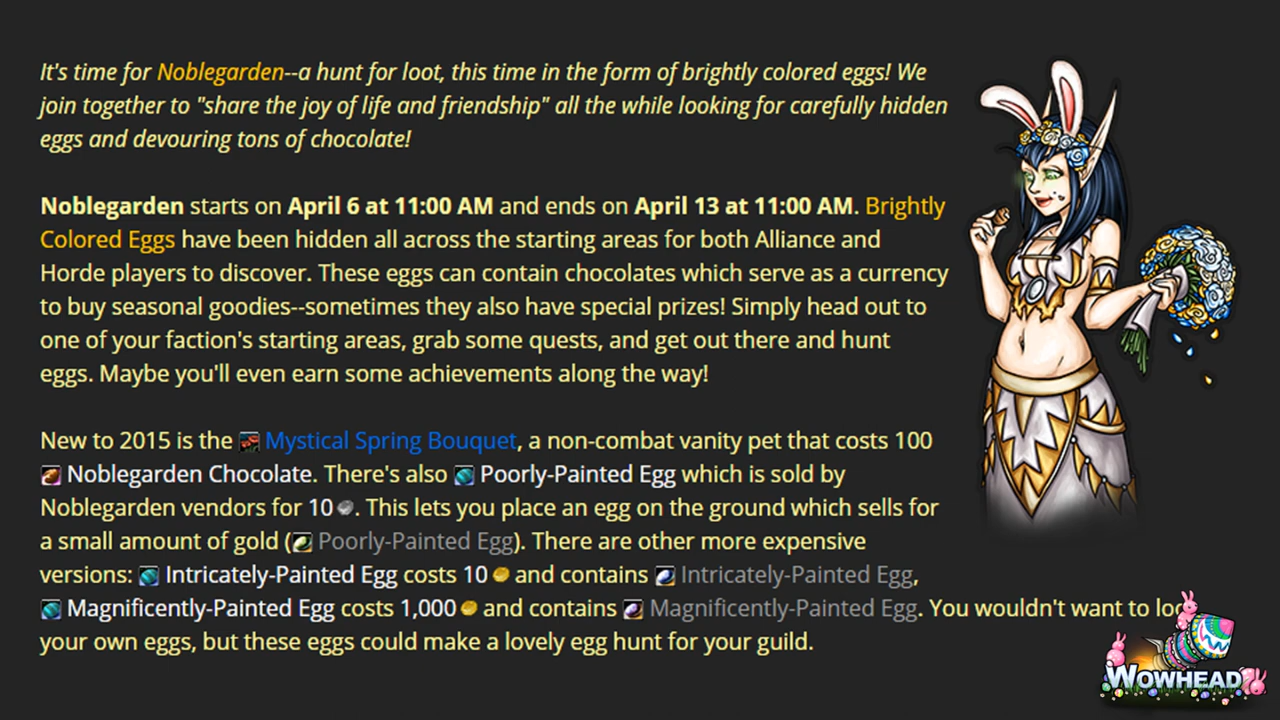 It's time for Noblegarden--a hunt for loot, this time in the form of brightly colored eggs! We
join together to "share the joy of life and friendship" all the while looking for carefully hidden
eggs and devouring tons of chocolate!
Noblegarden starts on April 6 at 11:00 AM and ends on April 13 at 11:00 AM. Brightly
Colored Eggs have been hidden all across the starting areas for both Alliance and
Horde players to discover. These eggs can contain chocolates which serve as a currency
to buy seasonal goodies--sometimes they also have special prizes! Simply head out to
one of your faction's starting areas, grab some quests, and get out there and hunt
eggs. Maybe you'll even earn some achievements along the way!
New to 2015 is the Mystical Spring Bouquet, a non-combat vanity pet that costs 100
Noblegarden Chocolate. There's also Poorly-Painted Egg which is sold by
Noblegarden vendors for 10. This lets you place an egg on the ground which sells for
a small amount of gold (Poorly-Painted Egg). There are other more expensive
versions: Intricately-Painted Egg costs 10 and contains Intricately-Painted Egg,
Magnificently-Painted Egg costs 1,000 and contains Magnificently-Painted Egg. You wouldn't want to
your own eggs, but these eggs could make a lovely egg hunt for your guild.
WOWHEAD